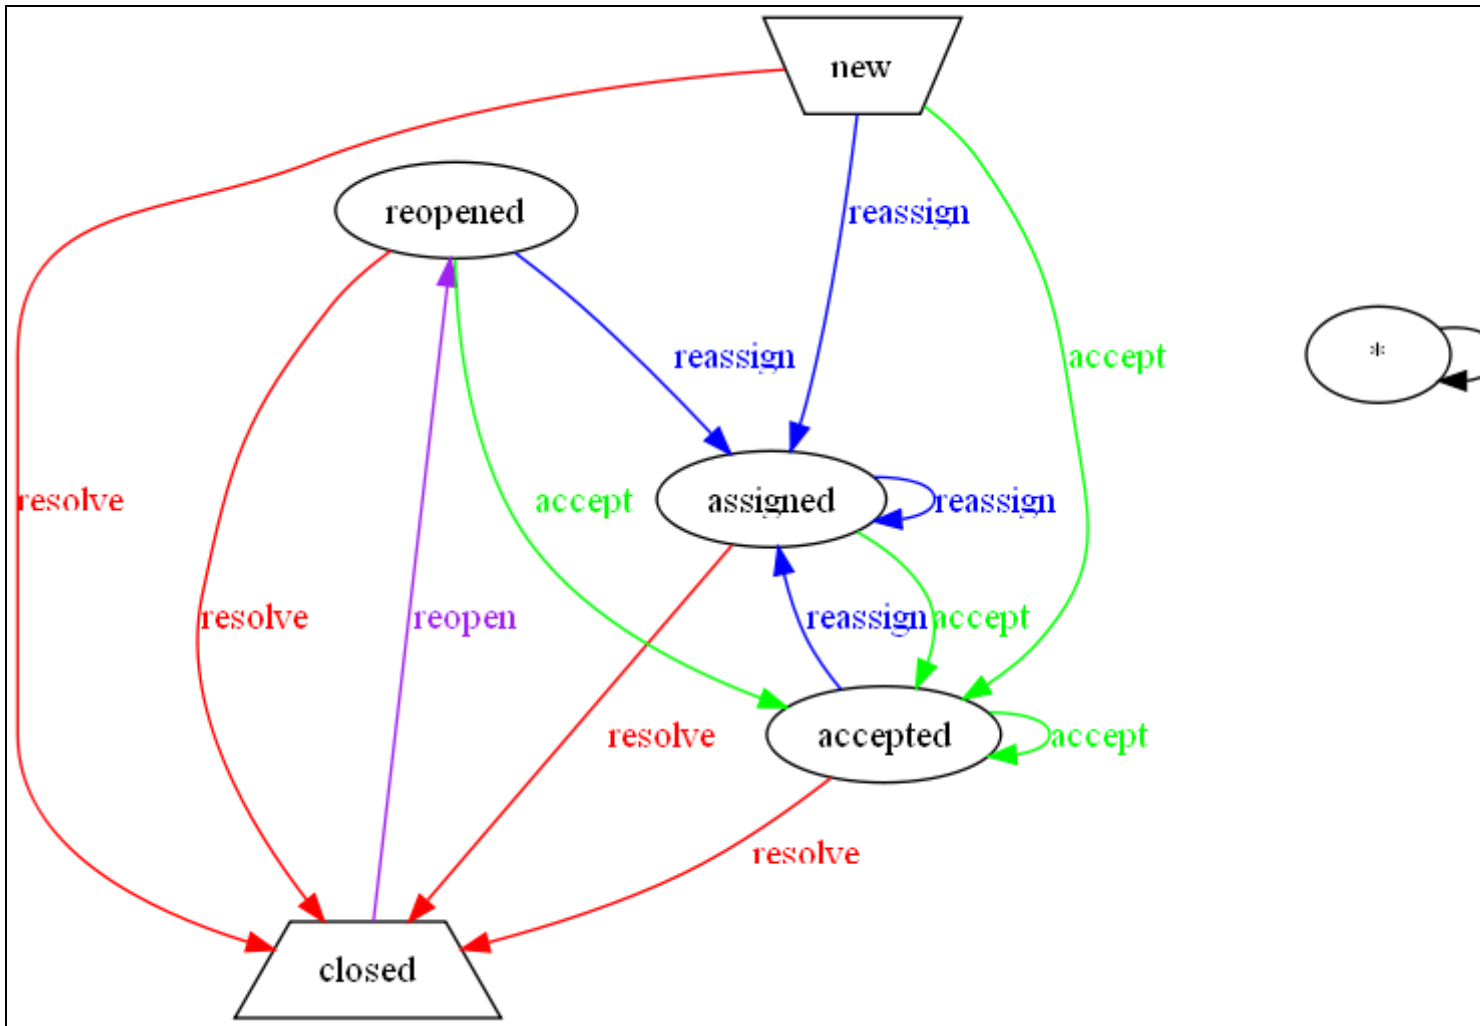 new
reopened
reassign
reassign
accept
*
resolve
accept
assigned
reassign
resolve
reopen
reassign
accept
resolve
accepted
accept
resolve
closed